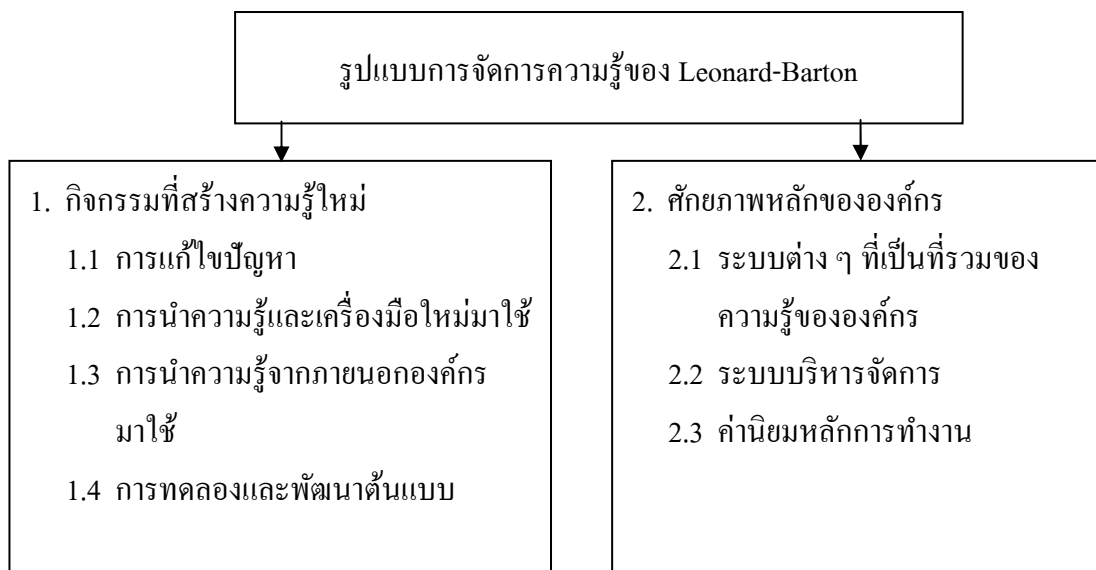 รูปแบบการจัดการความรู้ของ Leonard-Barton
1. กิจกรรมที่สร้างความรู้ใหม่
1.1 การแก้ไขปัญหา
1.2 การนำความรู้และเครื่องมือใหม่มาใช้
1.3 การนำความรู้จากภายนอกองค์กร
มาใช้
1.4 การทดลองและพัฒนาต้นแบบ
2. ศักยภาพหลักขององค์กร
2.1 ระบบต่าง ๆ ที่เป็นที่รวมของ
ความรู้ขององค์กร
2.2 ระบบบริหารจัดการ
2.3 ค่านิยมหลักการทำงาน